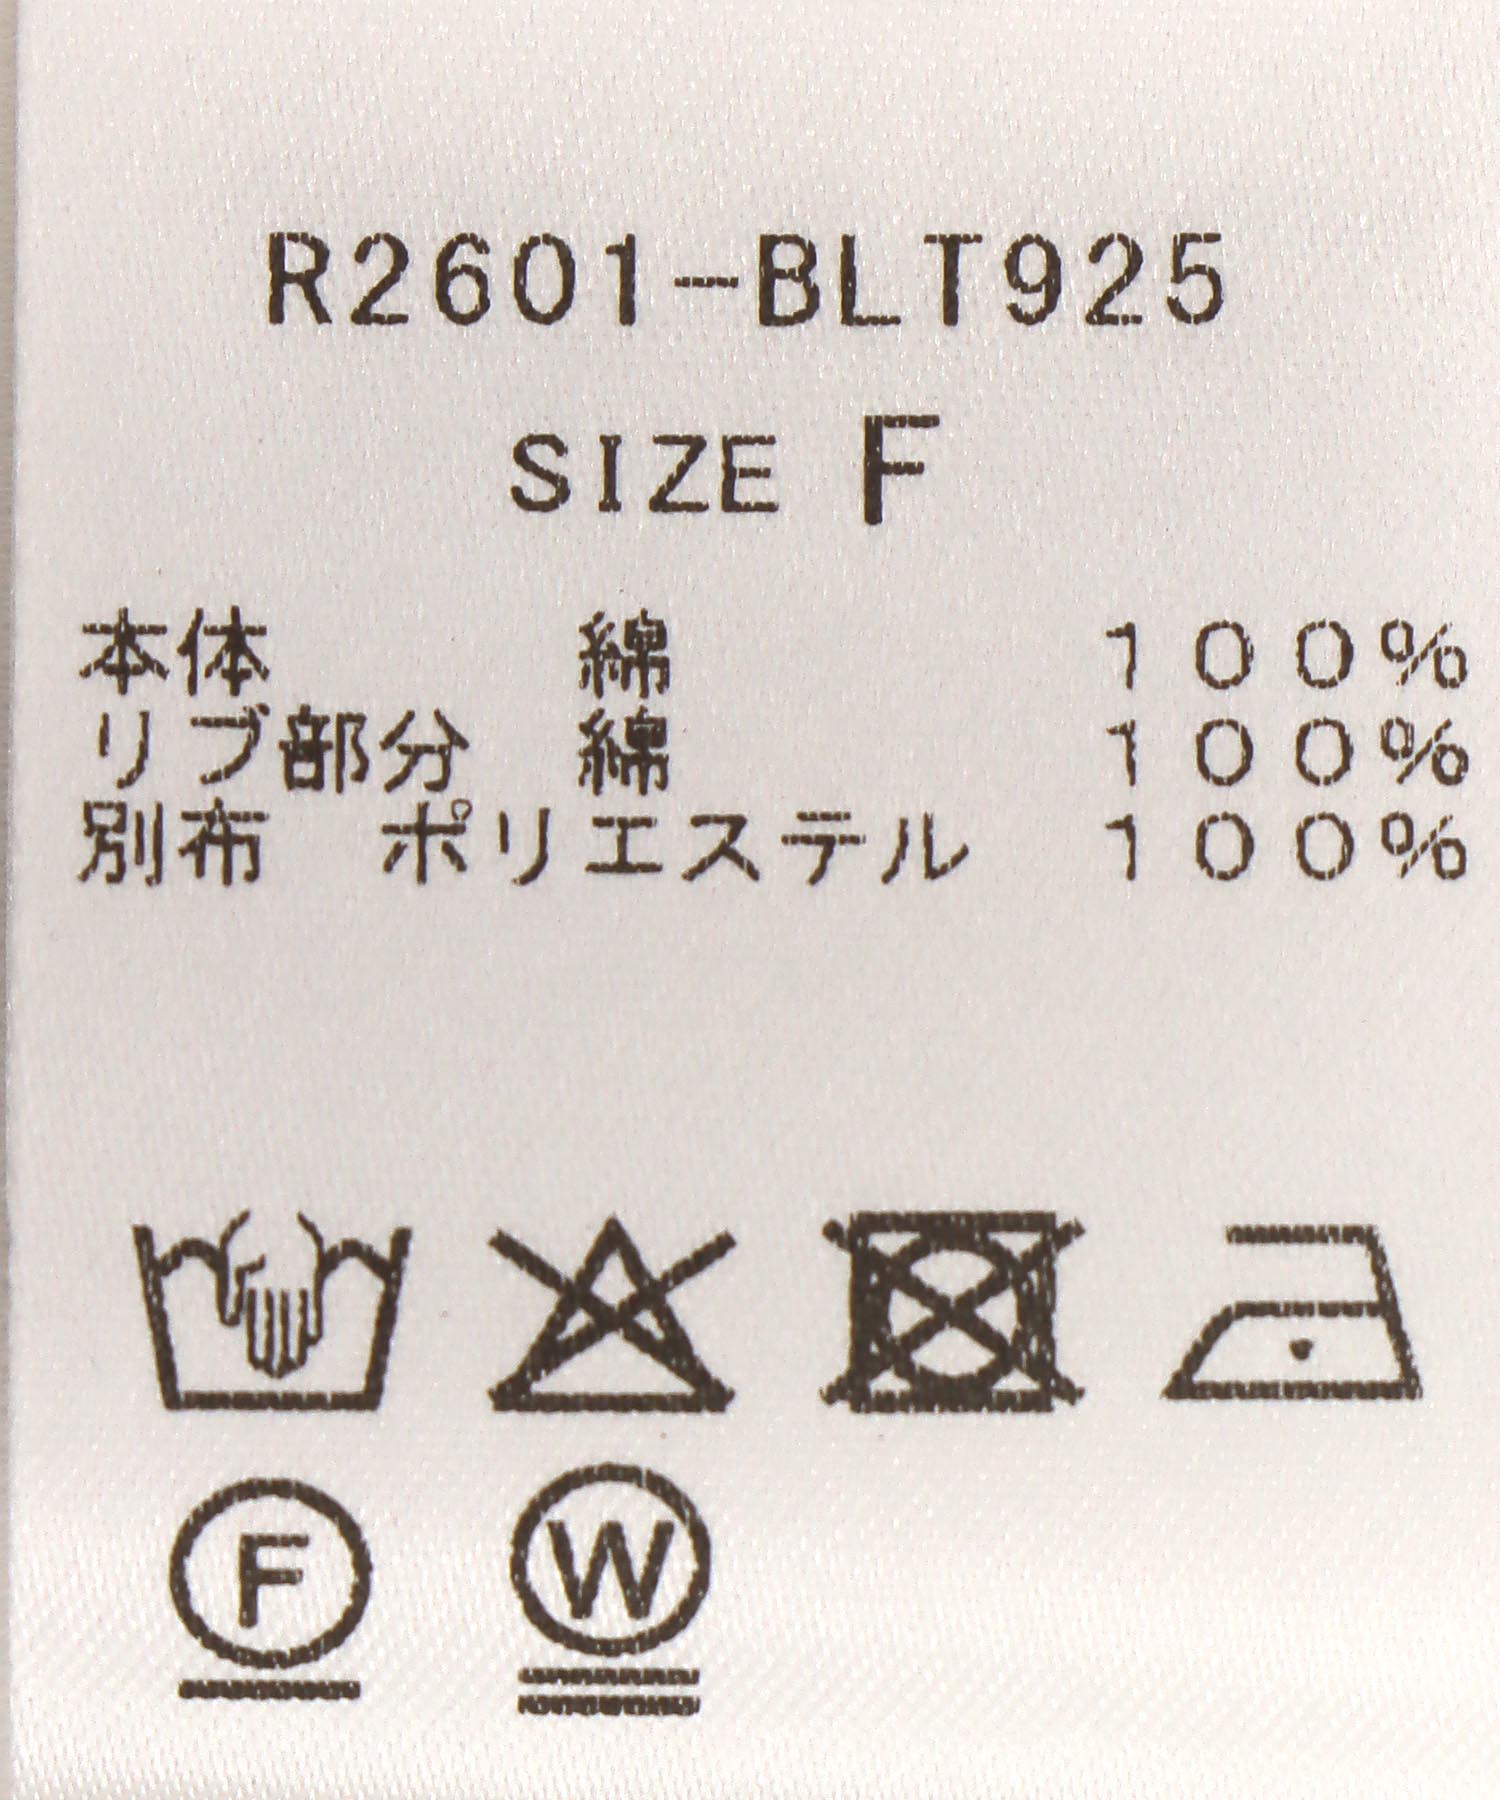 R2601-BLT925
SIZE F
本体 綿 100%
リブ部分 綿 100%
別布 ポリエステル 100%
F
W